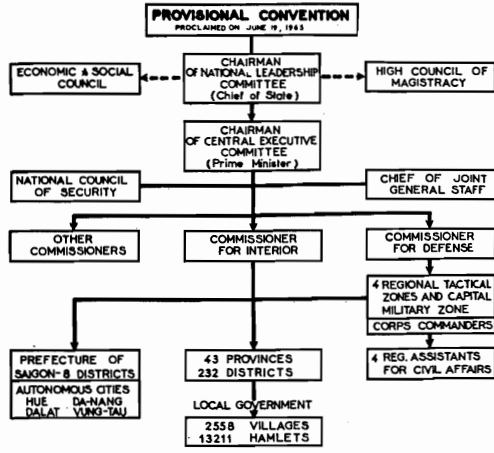 PROVISIONAL CONVENTION
PROCLAIMED ON JUNE 19, 1965
ECONOMIC & SOCIAL
COUNCIL
CHAIRMAN
OF NATIONAL LEADERSHIP
COMMITTEE
(Chief of State)
HIGH COUNCIL OF
MAGISTRACY
CHAIRMAN
OF CENTRAL EXECUTIVE
COMMITTEE
(Prime Minister)
NATIONAL COUNCIL
OF SECURITY
CHIEF OF JOINT
GENERAL STAFF
OTHER
COMMISSIONERS
COMMISSIONER
FOR INTERIOR
COMMISSIONER
FOR DEFENSE
4 REGIONAL TACTICAL
ZONES AND CAPITAL
MILITARY ZONE
CORPS COMMANDERS
PREFECTURE OF
SAIGON-8 DISTRICTS
AUTONOMOUS CITIES
HUE DA-NANG
DALAT VUNG-TAU
43 PROVINCES
232 DISTRICTS
4 REG. ASSISTANTS
FOR CIVIL AFFAIRS
LOCAL GOVERNMENT
2558 VILLAGES
13211 HAMLETS